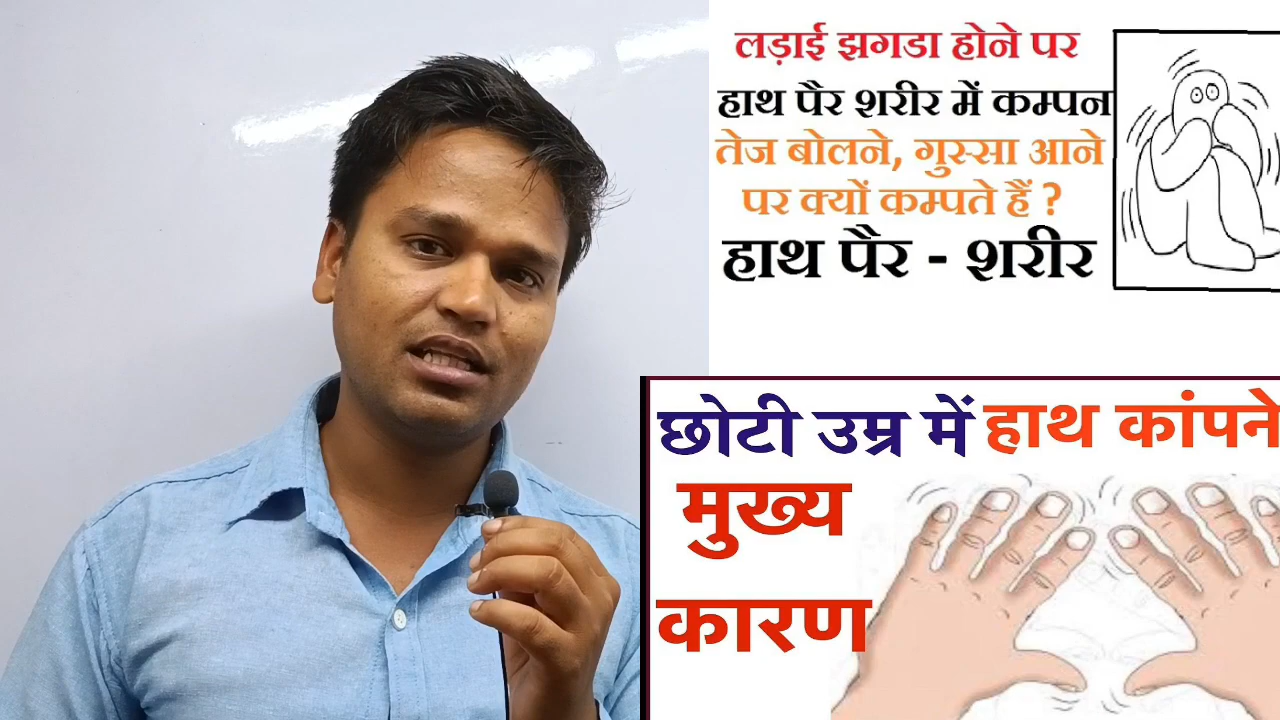 लड़ाई झगडा होने पर
हाथ पैर शरीर में कम्पन
तेज बोलने, गुस्सा आने
पर क्यों कम्पते हैं ?
हाथ पैर - शरीर
छोटी उम्र में हाथ कांपने
मुख्य
कारण